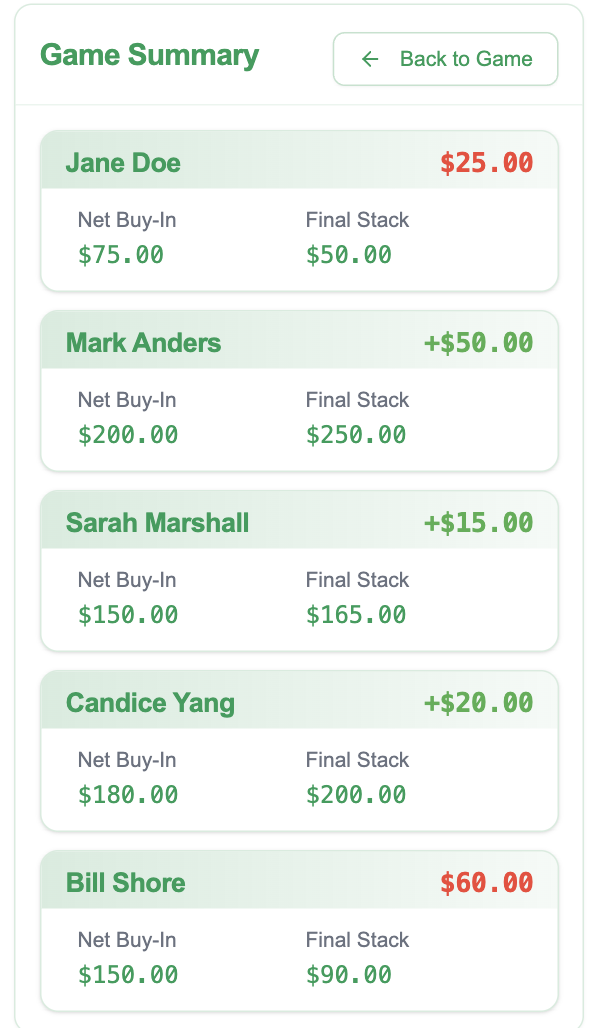 Game Summary
← Back to Game
Jane Doe $25.00
Net Buy-In Final Stack
$75.00 $50.00
Mark Anders +$50.00
Net Buy-In Final Stack
$200.00 $250.00
Sarah Marshall +$15.00
Net Buy-In Final Stack
$150.00 $165.00
Candice Yang +$20.00
Net Buy-In Final Stack
$180.00 $200.00
Bill Shore $60.00
Net Buy-In Final Stack
$150.00 $90.00